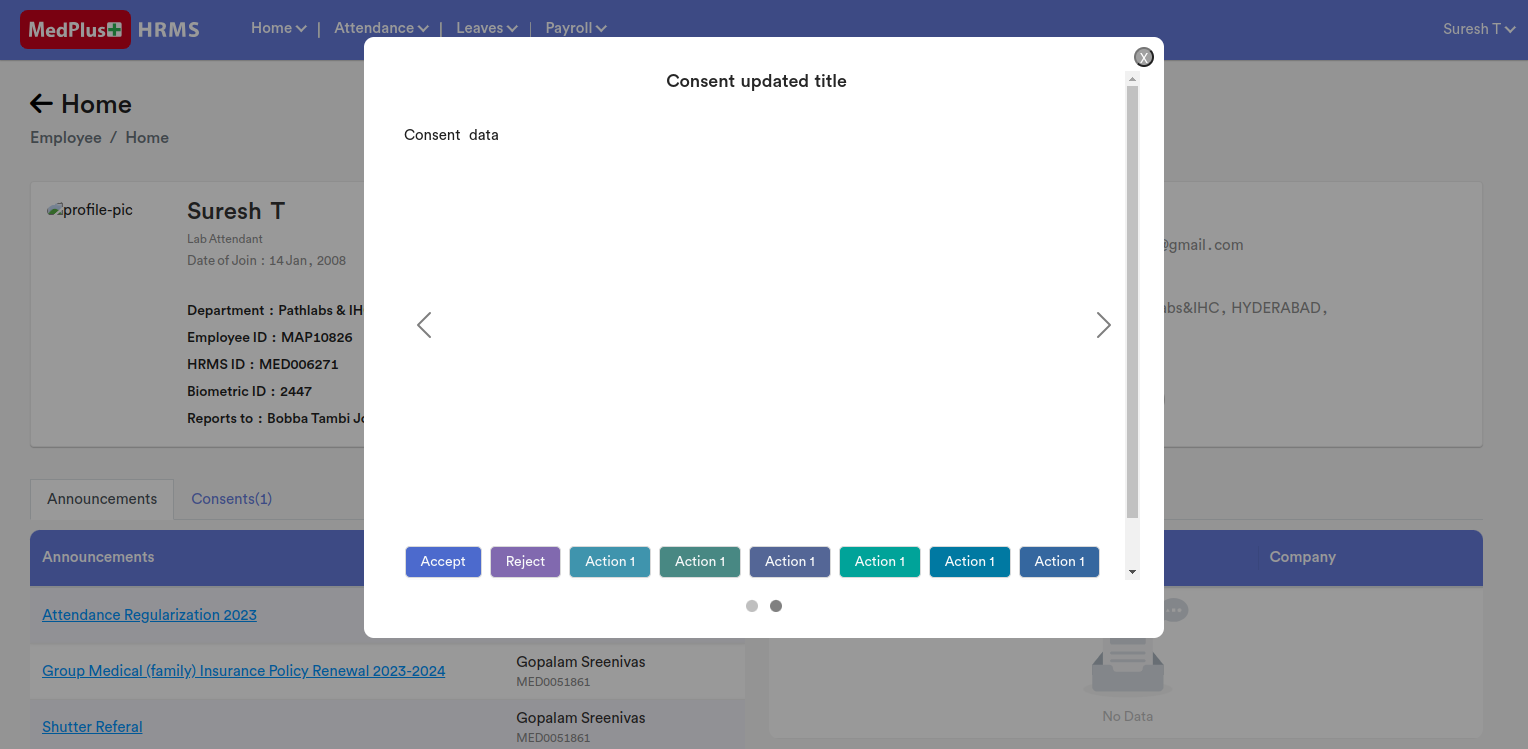 MedPlus HRMS Home | Attendance | Leaves | Payroll Suresh T
X
Consent updated title
Home
Employee / Home
Consent data
profile-pic
Suresh T
Lab Attendant
Date of Join : 14 Jan, 2008
@gmail.com
Department : Pathlabs & IH
&IHC, HYDERABAD,
Employee ID : MAP10826
HRMS ID : MED006271
Biometric ID : 2447
Reports to : Bobba Tambi
Announcements Consents(1)
Announcements
Company
Accept Reject Action 1 Action 1 Action 1 Action 1 Action 1 Action 1
Attendance Regularization 2023
Group Medical (family) Insurance Policy Renewal 2023-2024
Gopalam Sreenivas
MED0051861
Shutter Referal
Gopalam Sreenivas
MED0051861
No Data